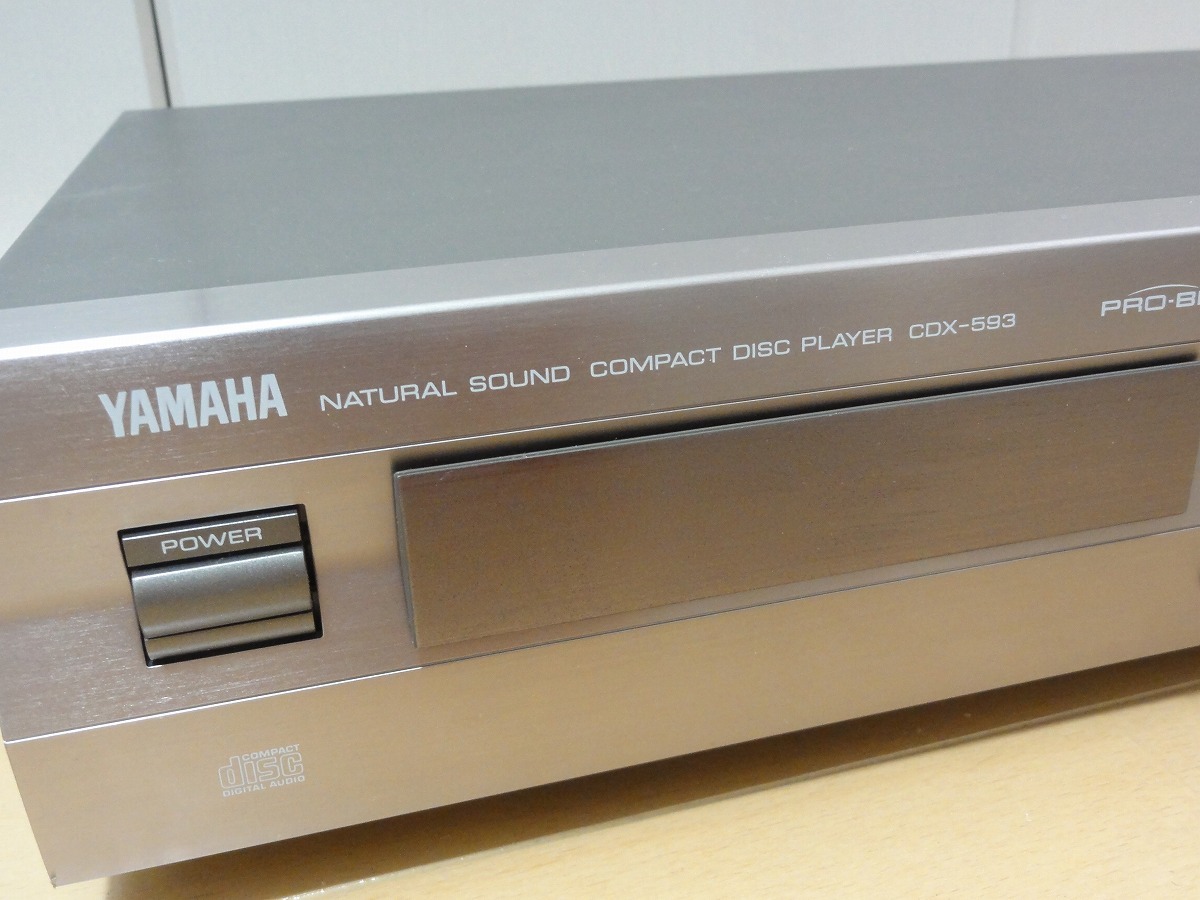 YAMAHA NATURAL SOUND COMPACT DISC PLAYER CDX-593
POWER
COMPACT
disc
DIGITAL AUDIO